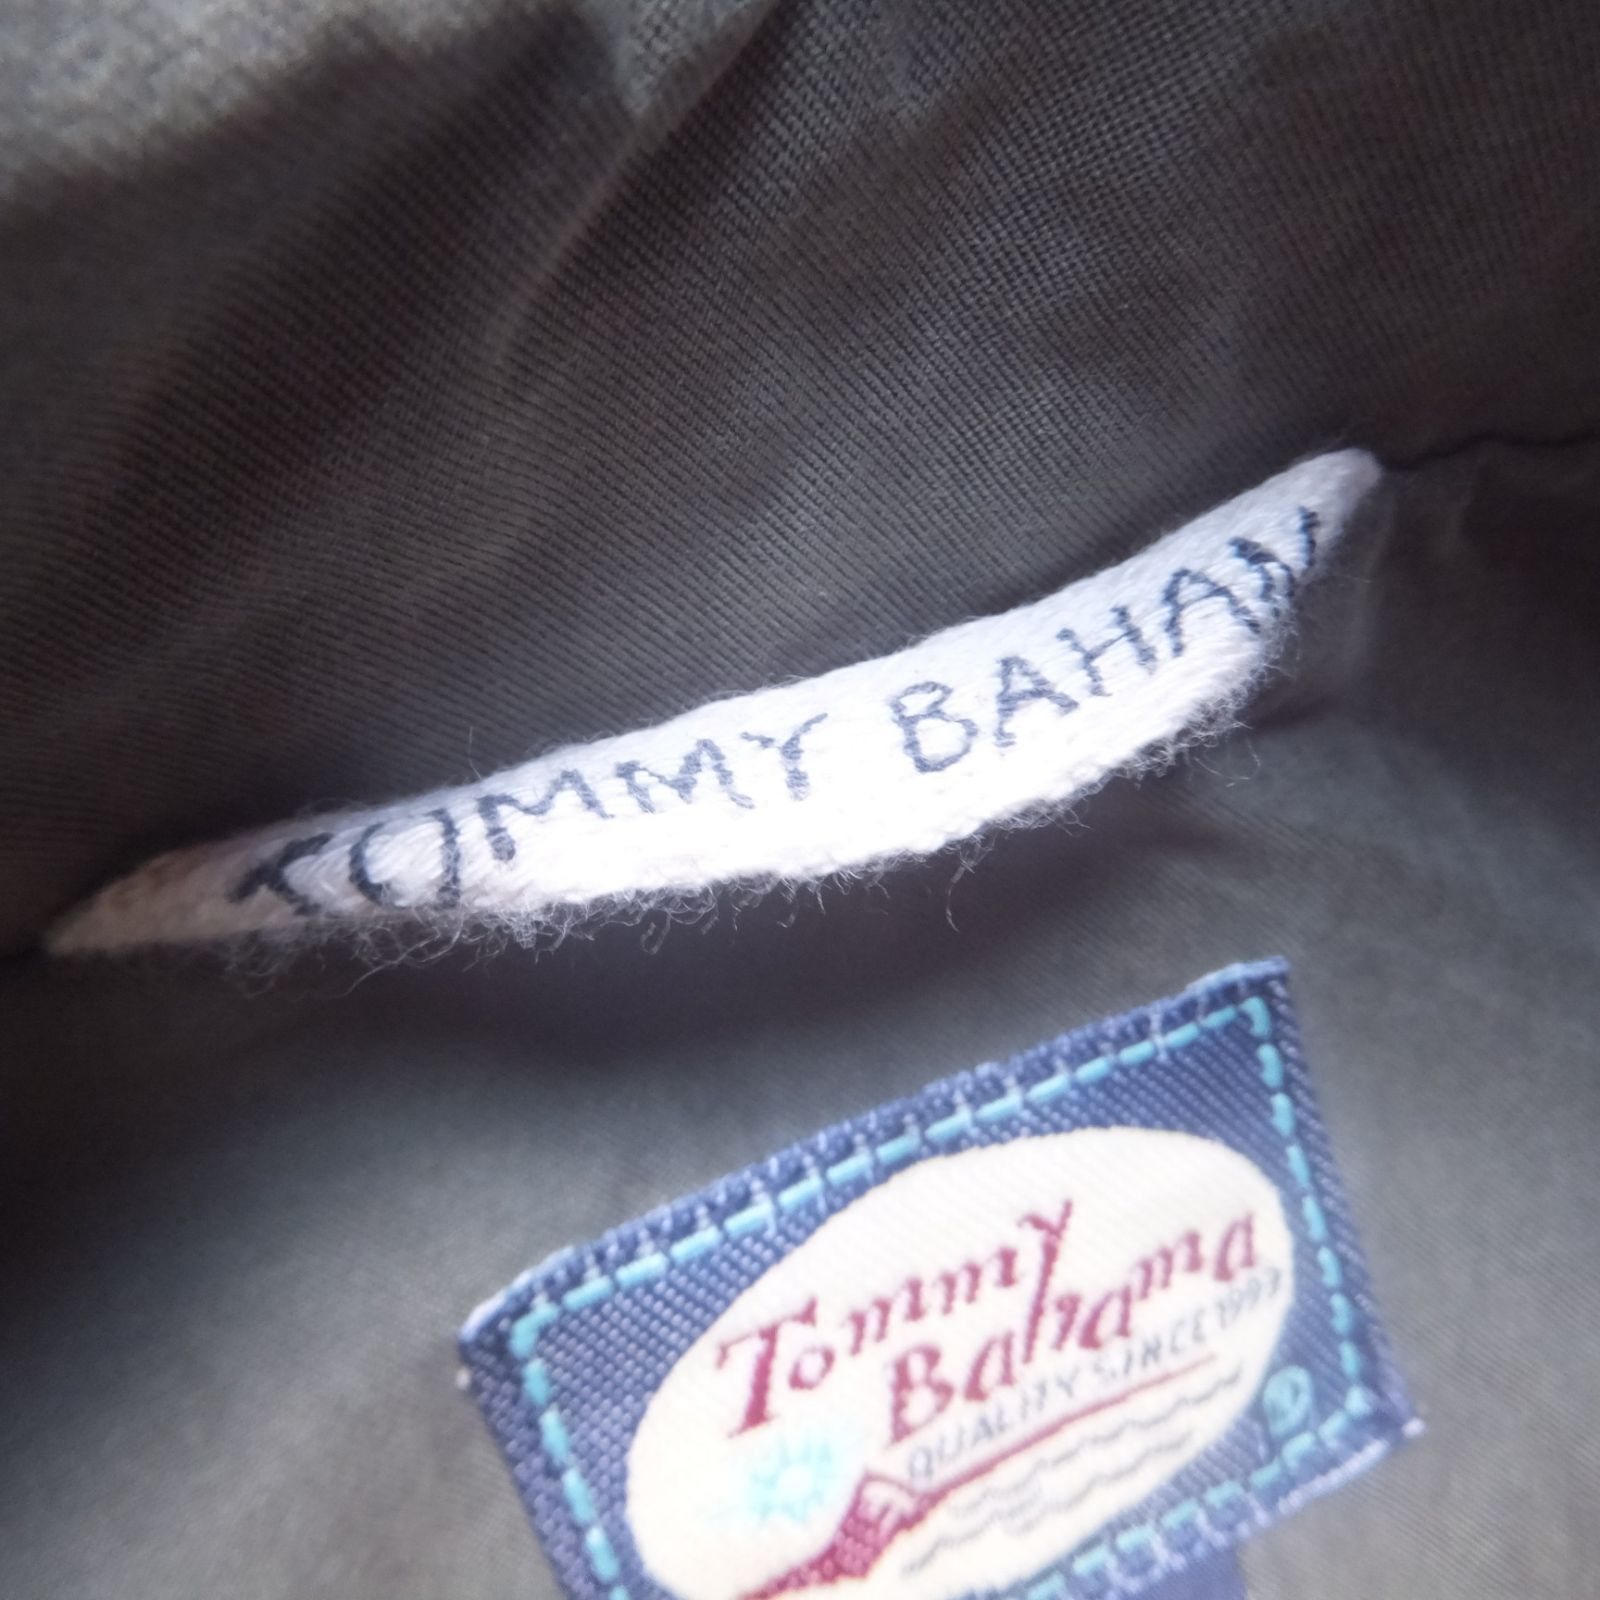 TOMMY BAHAM
Tommy
Bahama
QUALITY SINCE 1993